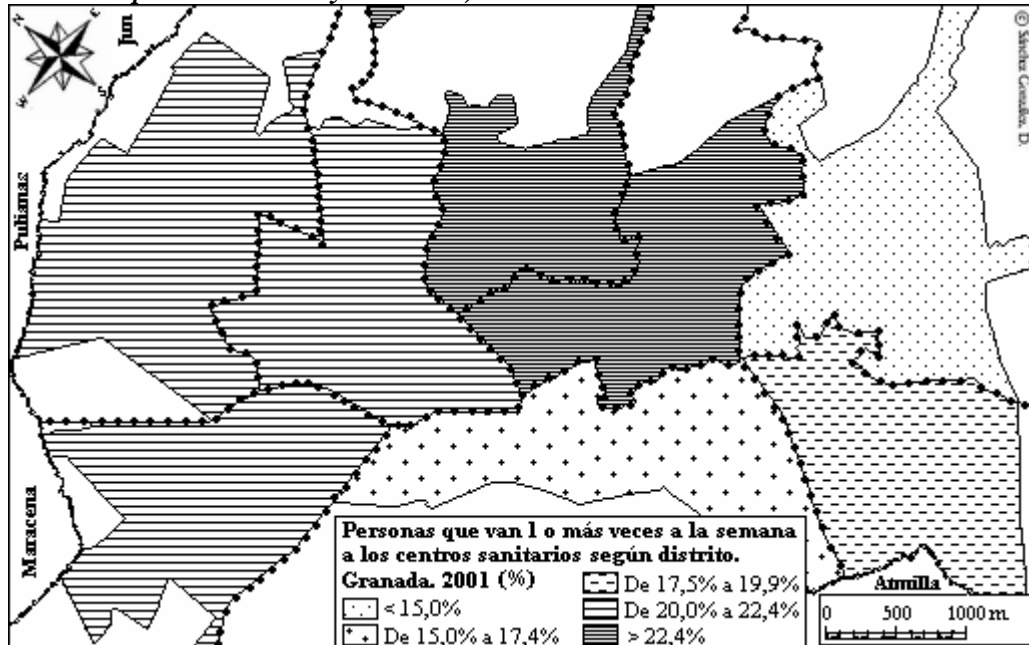 © Sánchez González, D.
N
E
S
W
Jun
Pulianas
Maracena
Personas que van 1 o más veces a la semana
a los centros sanitarios según distrito.
Granada. 2001 (%)
< 15,0%
De 15,0% a 17,4%
De 17,5% a 19,9%
De 20,0% a 22,4%
> 22,4%
Armilla
0 500 1000 m.